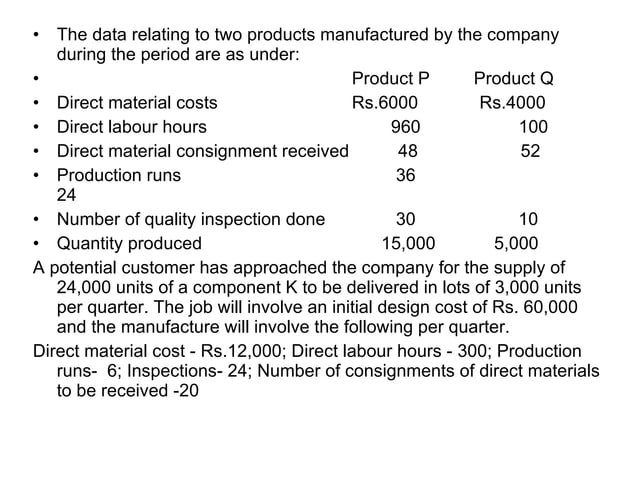 • The data relating to two products manufactured by the company
during the period are as under:
• Product P Product Q
• Direct material costs Rs.6000 Rs.4000
• Direct labour hours 960 100
• Direct material consignment received 48 52
• Production runs 36
24
• Number of quality inspection done 30 10
• Quantity produced 15,000 5,000
A potential customer has approached the company for the supply of
24,000 units of a component K to be delivered in lots of 3,000 units
per quarter. The job will involve an initial design cost of Rs. 60,000
and the manufacture will involve the following per quarter.
Direct material cost - Rs.12,000; Direct labour hours - 300; Production
runs- 6; Inspections- 24; Number of consignments of direct materials
to be received -20